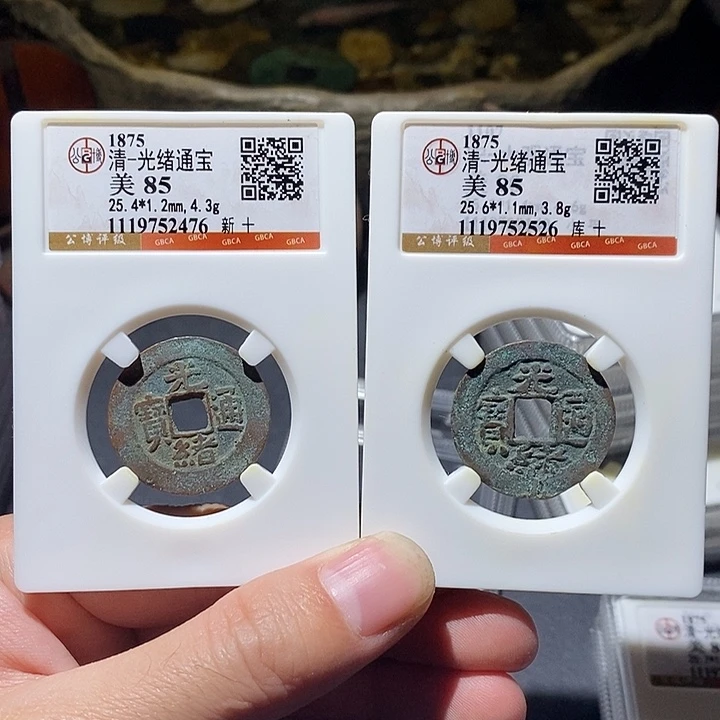 1875
清-光绪通宝
美 85
25.4*1.2mm,4.3g
1119752476 新 十
公博评级 GBCA GBCA GBCA GBCA
光
寶 通
緒
1875
清-光绪通宝
美 85
25.6*1.1mm,3.8g
1119752526 库 十
公博评级 GBCA GBCA GBCA GBCA
光
寶 通
緒
1875
清-光